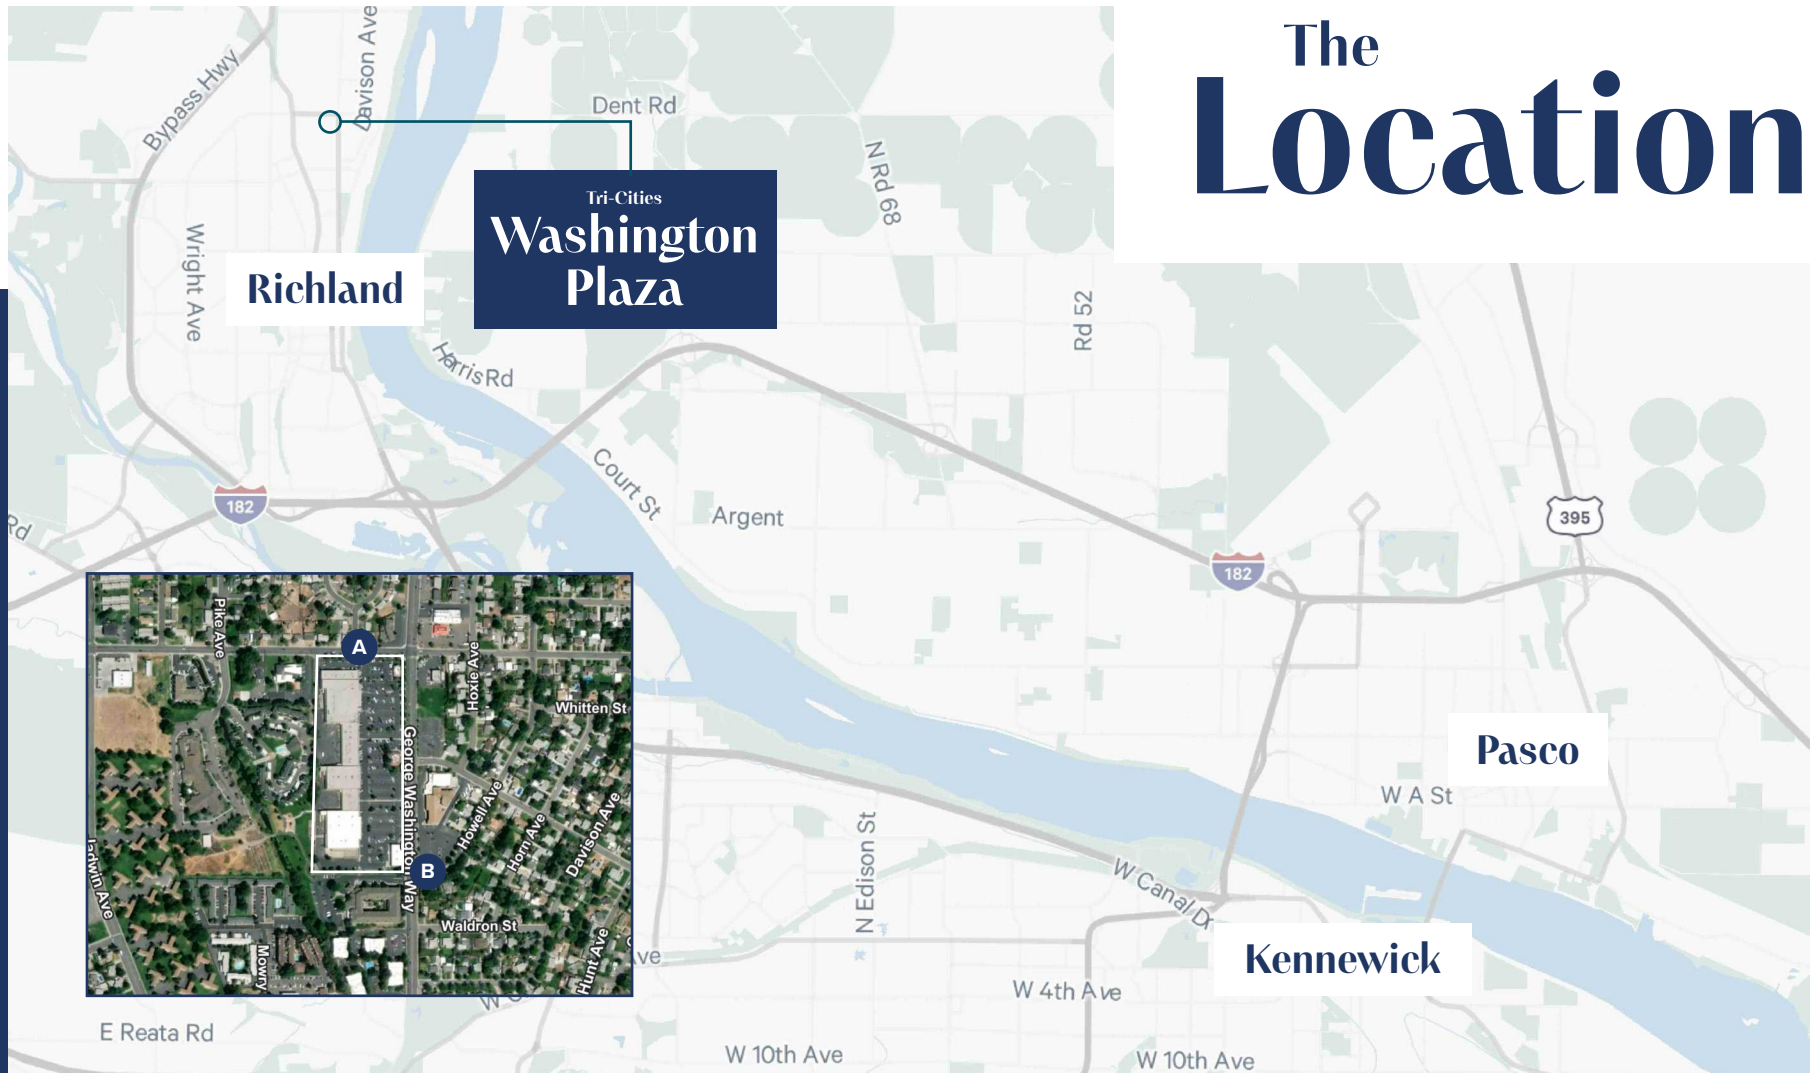 The
Location
Davison Ave
Bypass Hwy
Dent Rd
N Rd 68
Tri-Cities
Washington
Plaza
Wright Ave
Richland
Rd 52
Harris Rd
Court St
Argent
182
395
182
Rd
Pike Ave
A
Hoxie Ave
Whitten St
George Washington Way
Howell Ave
Horn Ave
Davison Ave
Jadwin Ave
B
Waldron St
Hunt Ave
Mowry
Pasco
W A St
N Edison St
W Canal Dr
Kennewick
Ave
W 4th Ave
E Reata Rd
W 10th Ave
W 10th Ave